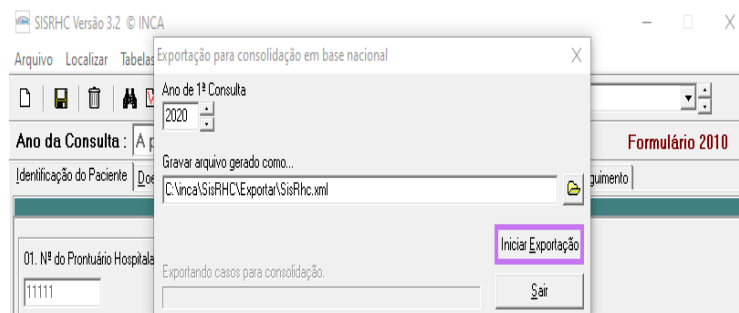 SISRHC Versão 3.2 © INCA
Arquivo Localizar Tabelas
Exportação para consolidação em base nacional
Ano de 1ª Consulta
2020
Ano da Consulta :
Formulário 2010
Gravar arquivo gerado como...
Identificação do Paciente
C:\inca\SisRHC\Exportar\SisRhc.xml
Iniciar Exportação
01. Nº do Prontuário
Exportando casos para consolidação.
11111
Sair